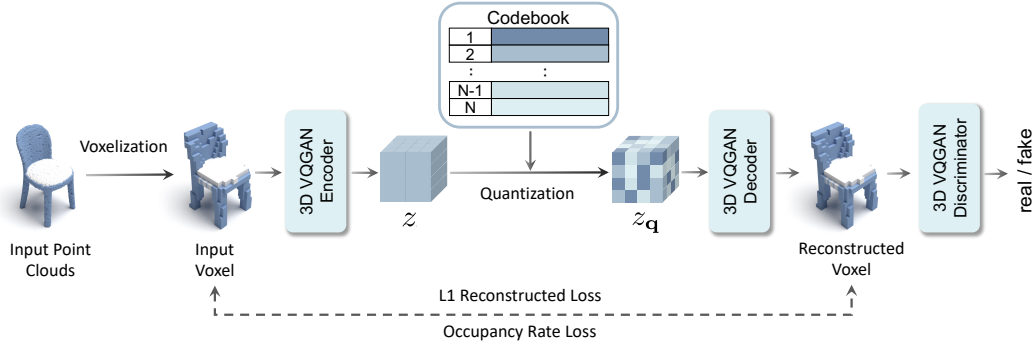 Codebook
1
2
:
:
N-1
N
Voxelization
3D VQGAN
Encoder
Quantization
3D VQGAN
Decoder
3D VQGAN
Discriminator
real / fake
z
z_q
Input Point
Clouds
Input
Voxel
Reconstructed
Voxel
L1 Reconstructed Loss
Occupancy Rate Loss